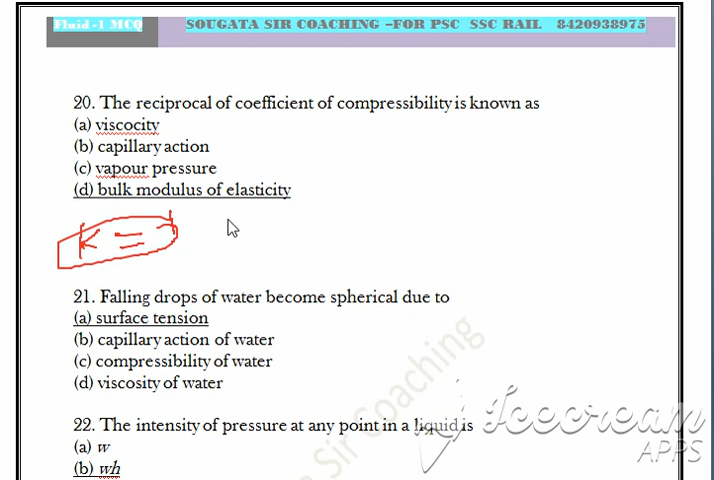 Fluid -1 MCQ
SOUGATA SIR COACHING –FOR PSC SSC RAIL 8420938975
20. The reciprocal of coefficient of compressibility is known as
(a) viscocity
(b) capillary action
(c) vapour pressure
(d) bulk modulus of elasticity
K =
21. Falling drops of water become spherical due to
(a) surface tension
(b) capillary action of water
(c) compressibility of water
(d) viscosity of water
22. The intensity of pressure at any point in a liquid is
(a) w
(b) wh
Sir Coaching
Icecream
APPS